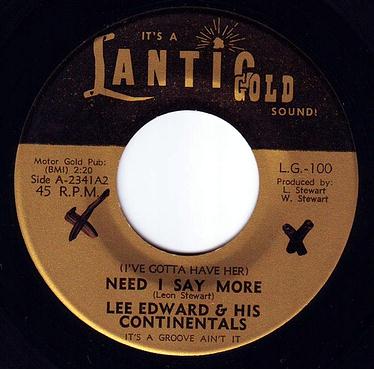 IT'S A
LANTIC GOLD
SOUND!
Motor Gold Pub:
(BMI) 2:20
Side A-2341A2
45 R.P.M.
L.G.-100
Produced by:
L. Stewart
W. Stewart
(I'VE GOTTA HAVE HER)
NEED I SAY MORE
(Leon Stewart)
LEE EDWARD & HIS
CONTINENTALS
IT'S A GROOVE AIN'T IT